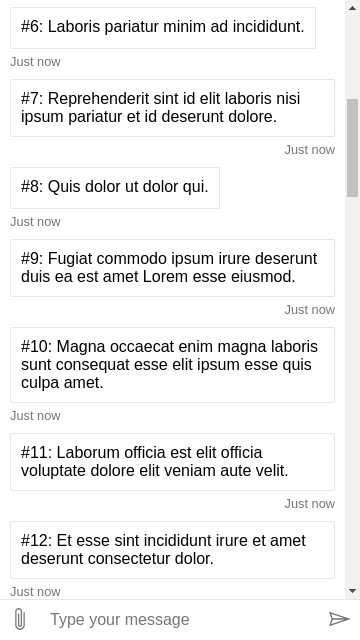 #6: Laboris pariatur minim ad incididunt.
Just now
#7: Reprehenderit sint id elit laboris nisi
ipsum pariatur et id deserunt dolore.
Just now
#8: Quis dolor ut dolor qui.
Just now
#9: Fugiat commodo ipsum irure deserunt
duis ea est amet Lorem esse eiusmod.
Just now
#10: Magna occaecat enim magna laboris
sunt consequat esse elit ipsum esse quis
culpa amet.
Just now
#11: Laborum officia est elit officia
voluptate dolore elit veniam aute velit.
Just now
#12: Et esse sint incididunt irure et amet
deserunt consectetur dolor.
Just now
Type your message